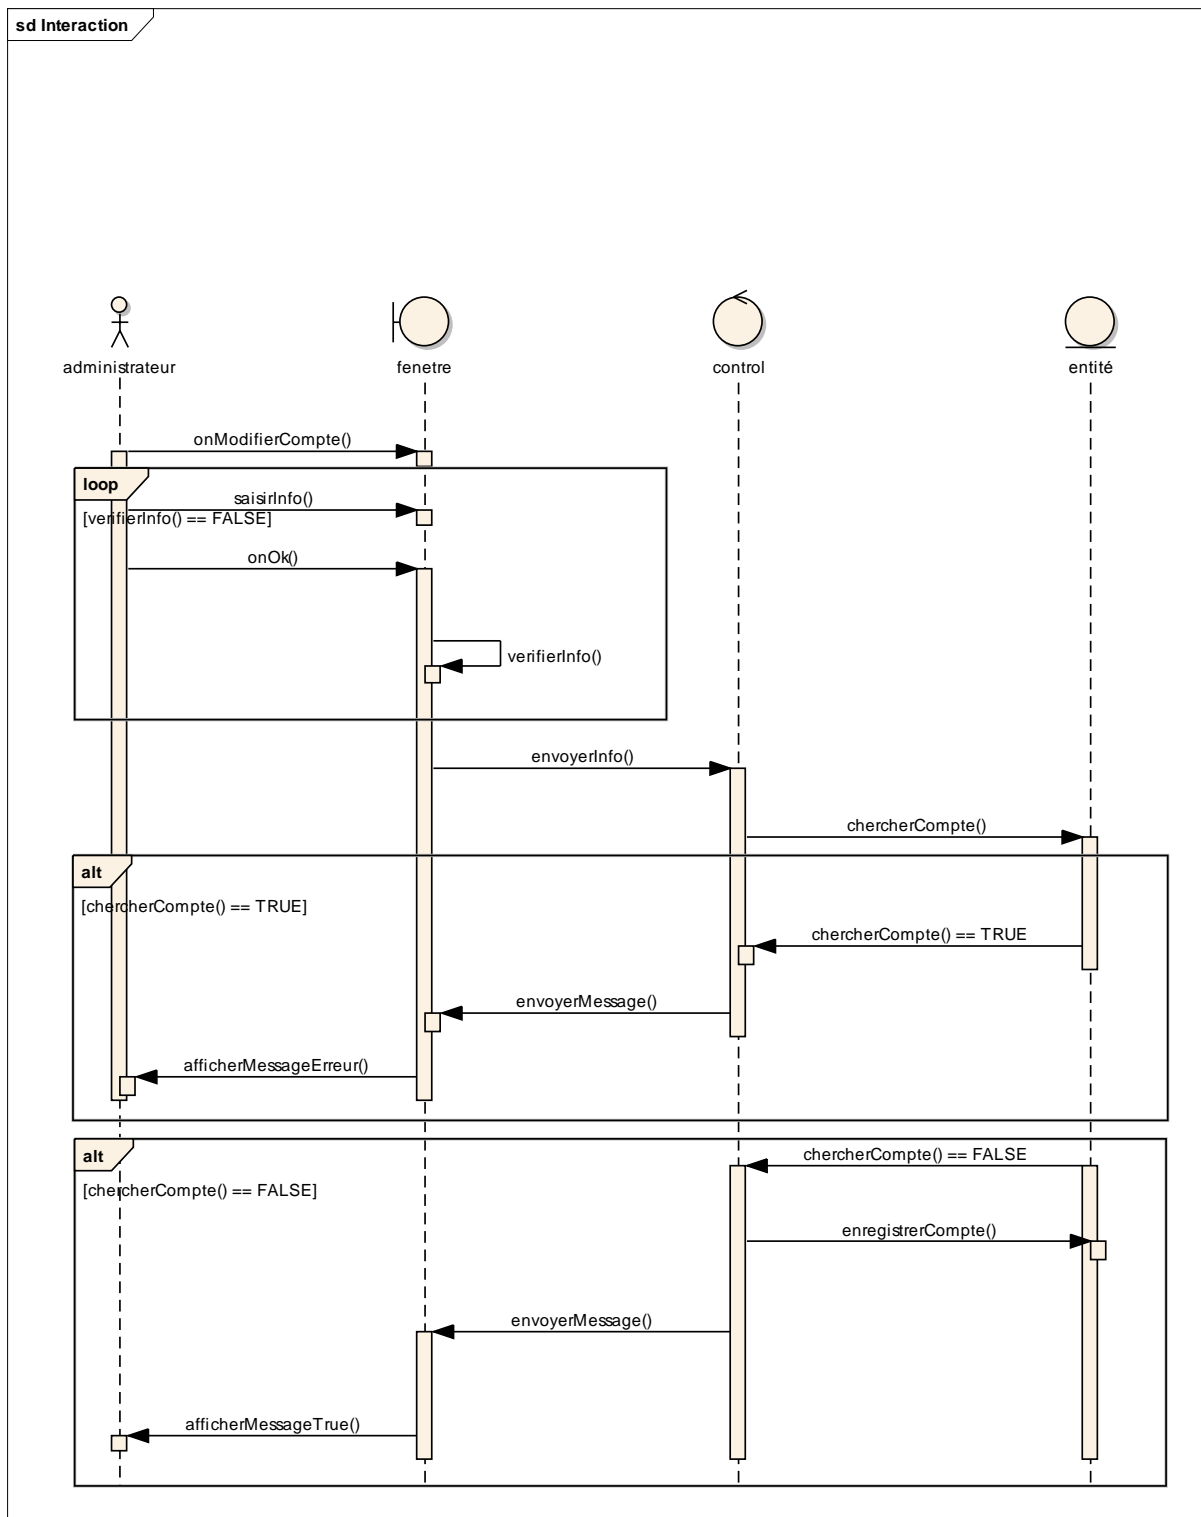 sd Interaction
administrateur
fenetre
control
entité
onModifierCompte()
loop
saisirInfo()
[verifierInfo() == FALSE]
onOk()
verifierInfo()
envoyerInfo()
chercherCompte()
alt
[chercherCompte() == TRUE]
chercherCompte() == TRUE
envoyerMessage()
afficherMessageErreur()
alt
chercherCompte() == FALSE
[chercherCompte() == FALSE]
enregistrerCompte()
envoyerMessage()
afficherMessageTrue()